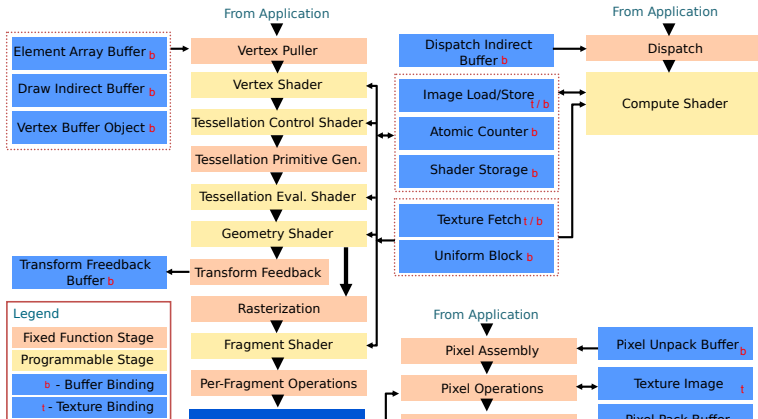 From Application
From Application
Element Array Buffer b
Draw Indirect Buffer b
Vertex Buffer Object b
Vertex Puller
Vertex Shader
Tessellation Control Shader
Tessellation Primitive Gen.
Tessellation Eval. Shader
Geometry Shader
Transform Freedback
Buffer b
Transform Feedback
Rasterization
Fragment Shader
Per-Fragment Operations
Dispatch Indirect
Buffer b
Dispatch
Image Load/Store
t / b
Atomic Counter b
Shader Storage b
Compute Shader
Texture Fetch t / b
Uniform Block b
Legend
Fixed Function Stage
Programmable Stage
b - Buffer Binding
t - Texture Binding
From Application
Pixel Assembly
Pixel Unpack Buffer b
Pixel Operations
Texture Image t
Pixel Pack Buffer